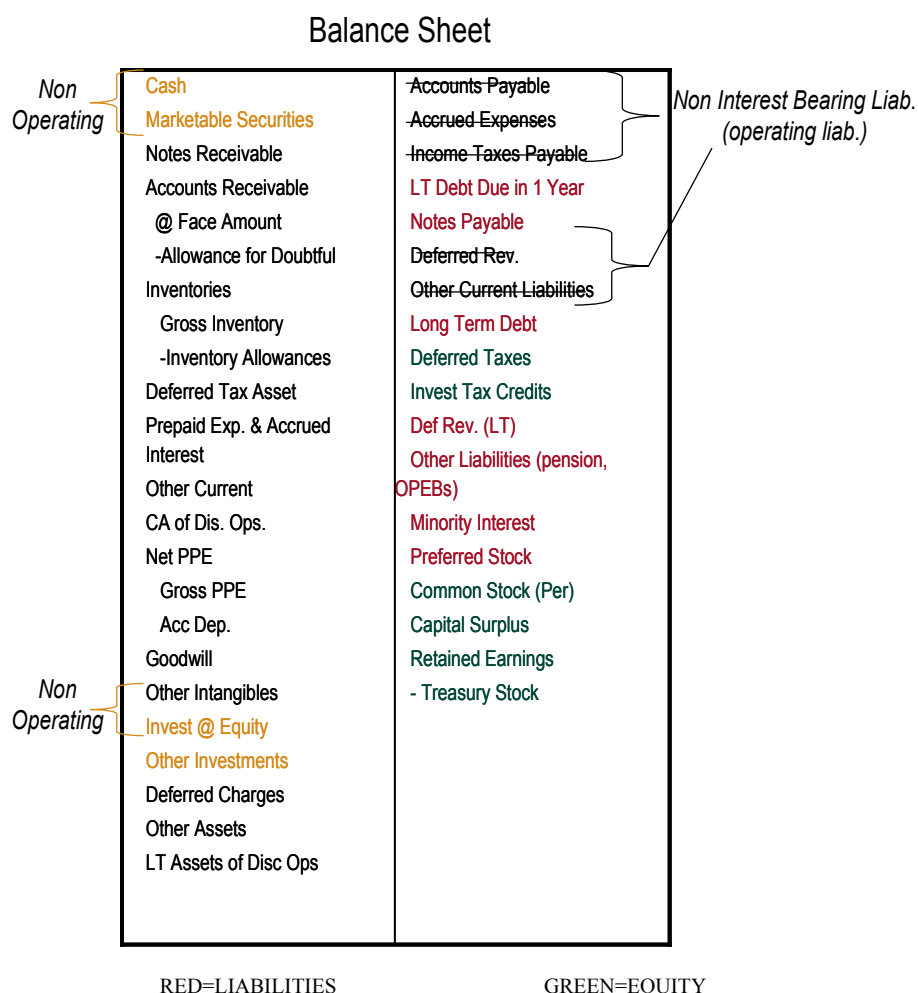 Balance Sheet
Non
Operating
Cash
Marketable Securities
Notes Receivable
Accounts Receivable
@ Face Amount
-Allowance for Doubtful
Inventories
Gross Inventory
-Inventory Allowances
Deferred Tax Asset
Prepaid Exp. & Accrued
Interest
Other Current
CA of Dis. Ops.
Net PPE
Gross PPE
Acc Dep.
Goodwill
Non
Operating
Other Intangibles
Invest @ Equity
Other Investments
Deferred Charges
Other Assets
LT Assets of Disc Ops
Accounts Payable
Accrued Expenses
Income Taxes Payable
LT Debt Due in 1 Year
Notes Payable
Deferred Rev.
Other Current Liabilities
Long Term Debt
Deferred Taxes
Invest Tax Credits
Def Rev. (LT)
Other Liabilities (pension,
OPEBs)
Minority Interest
Preferred Stock
Common Stock (Per)
Capital Surplus
Retained Earnings
- Treasury Stock
Non Interest Bearing Liab.
(operating liab.)
RED=LIABILITIES
GREEN=EQUITY